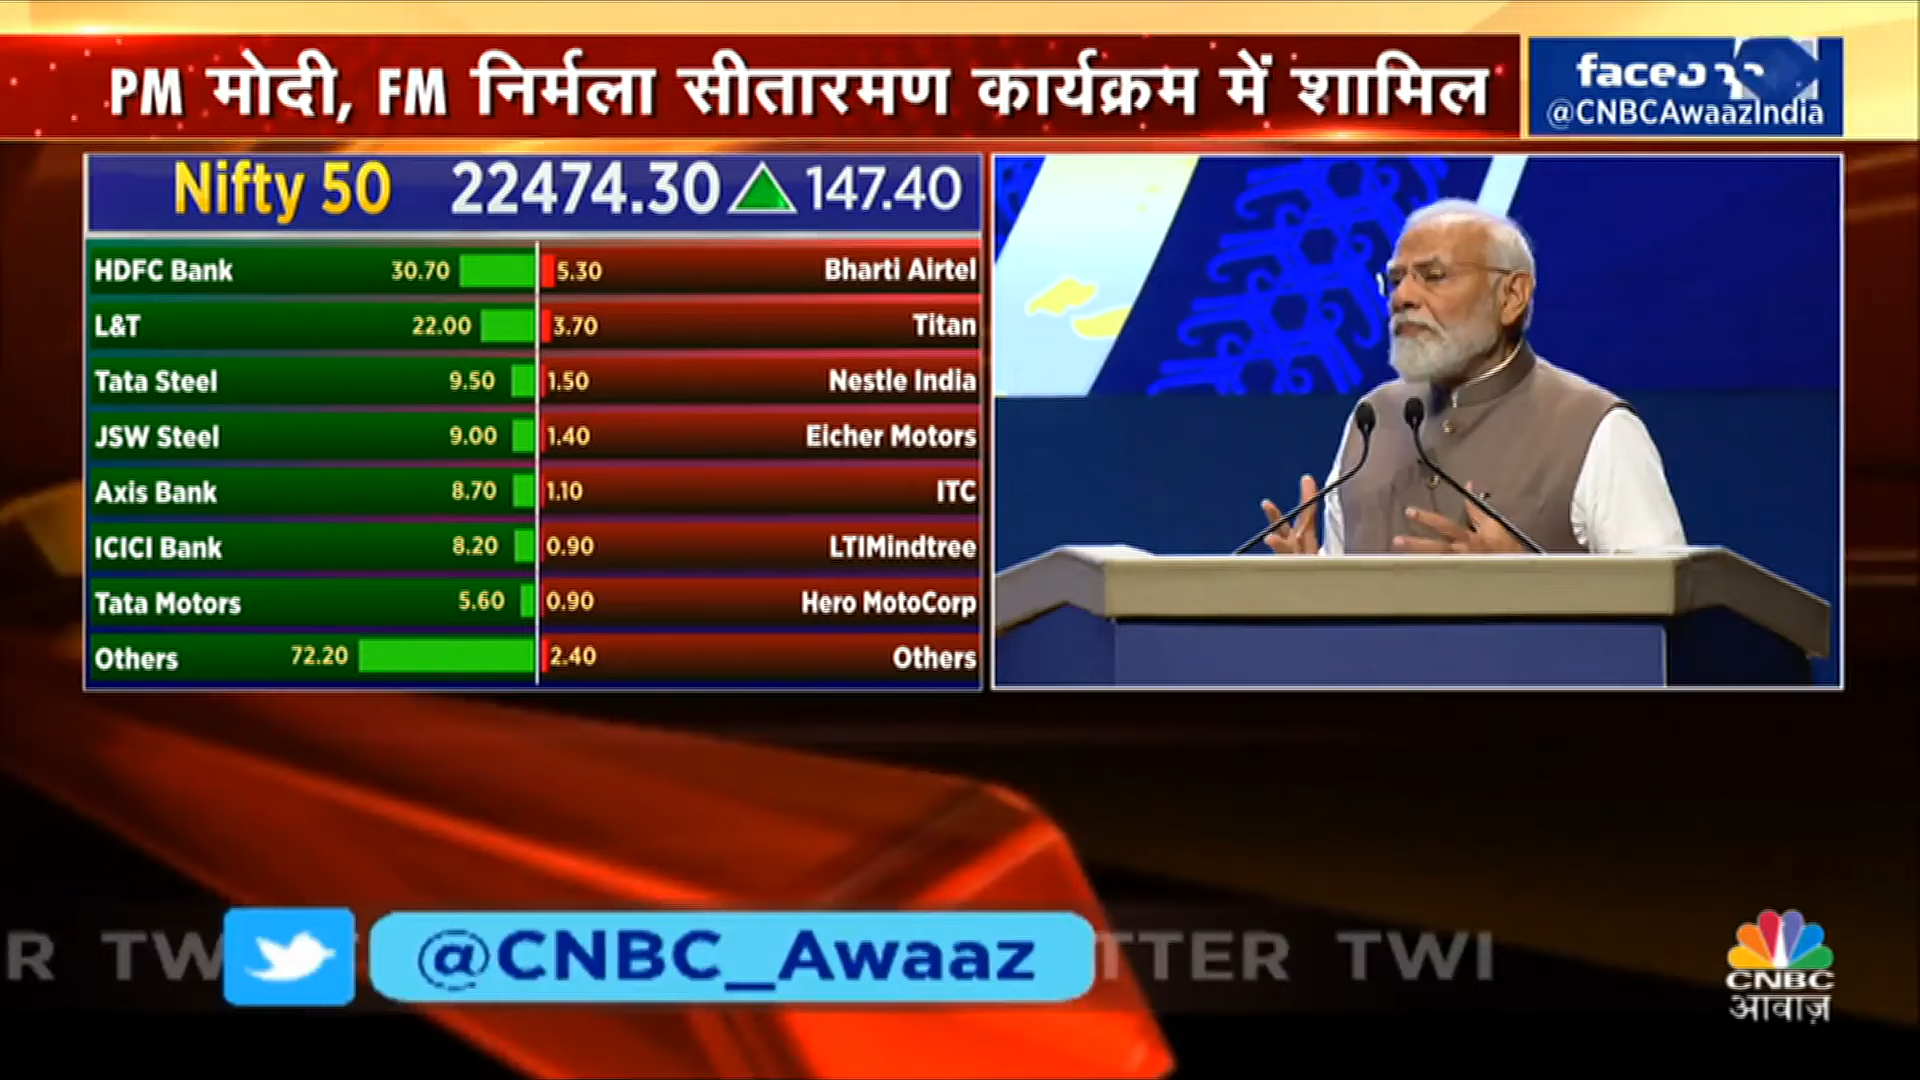 PM मोदी, FM निर्मला सीतारमण कार्यक्रम में शामिल
@CNBCAwaazIndia
Nifty 50 22474.30 147.40
HDFC Bank 30.70 5.30 Bharti Airtel
L&T 22.00 3.70 Titan
Tata Steel 9.50 1.50 Nestle India
JSW Steel 9.00 1.40 Eicher Motors
Axis Bank 8.70 1.10 ITC
ICICI Bank 8.20 0.90 LTIMindtree
Tata Motors 5.60 0.90 Hero MotoCorp
Others 72.20 2.40 Others
R TW @CNBC_Awaaz TTER TWI
CNBC
आवाज़